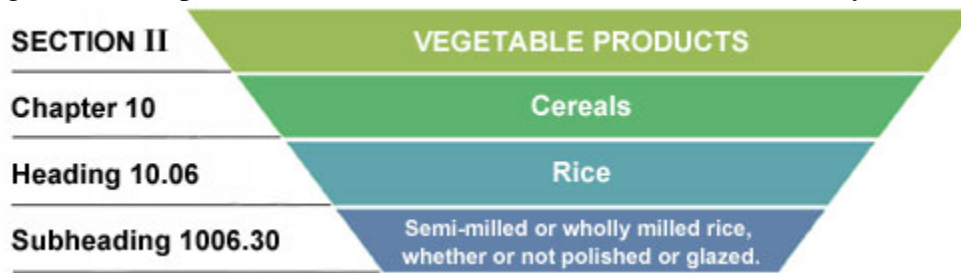 SECTION II
VEGETABLE PRODUCTS
Chapter 10
Cereals
Heading 10.06
Rice
Subheading 1006.30
Semi-milled or wholly milled rice,
whether or not polished or glazed.